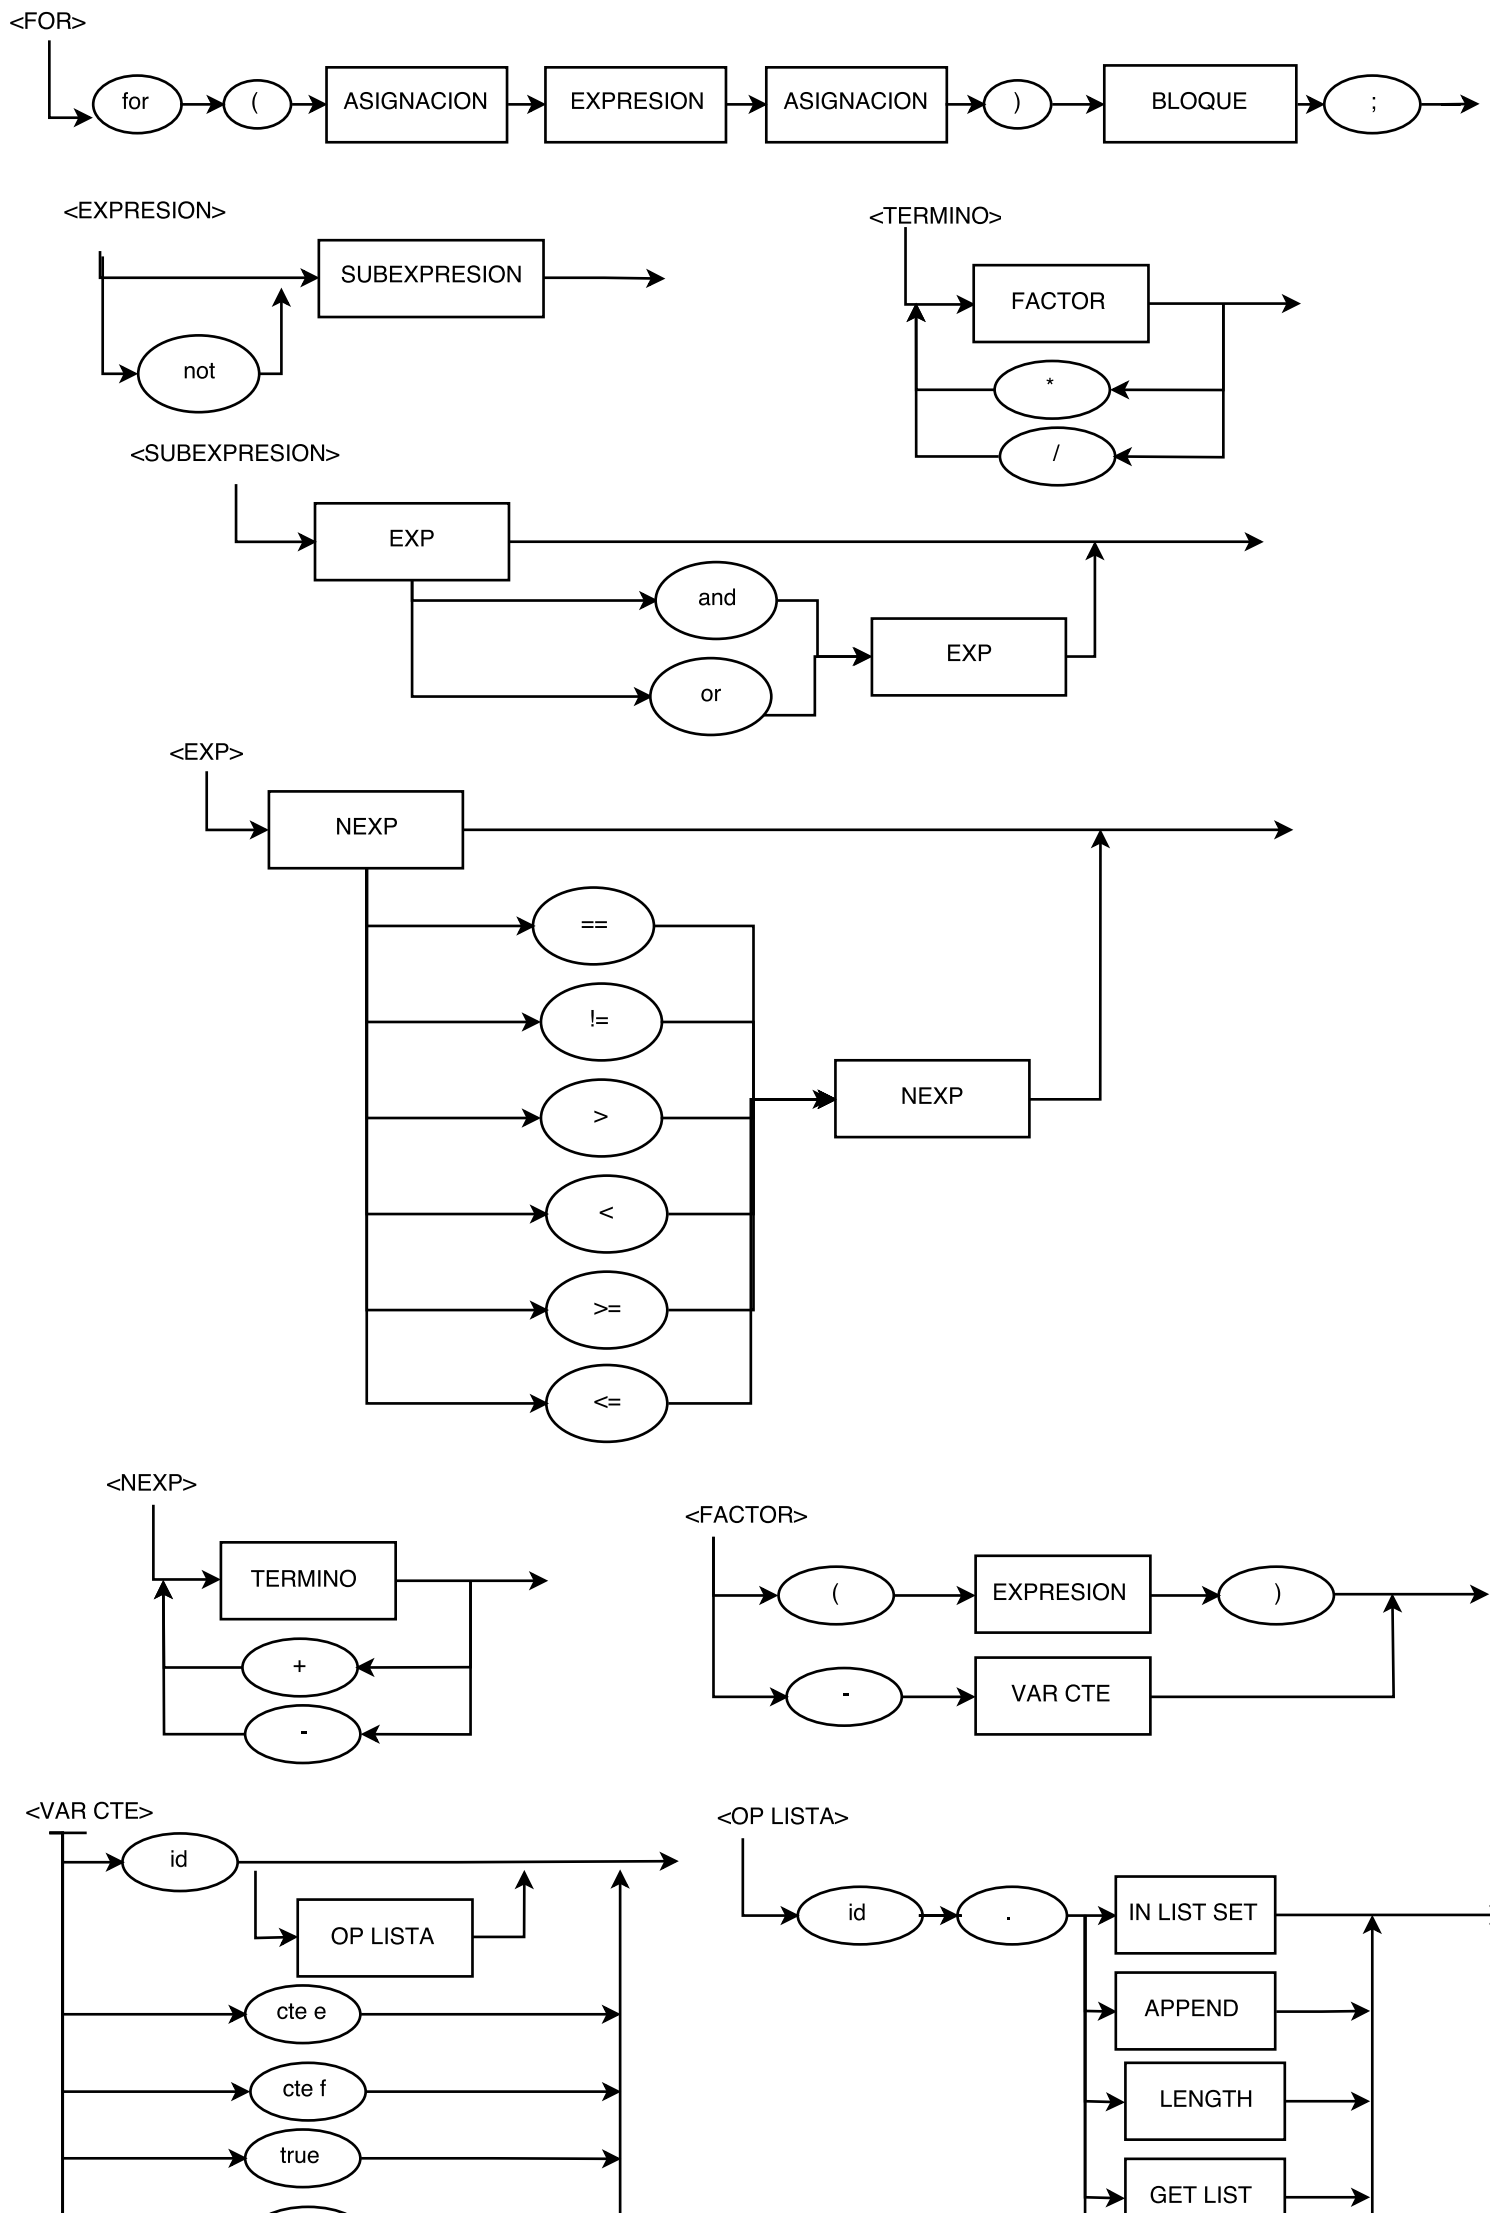 <FOR>
for ( ASIGNACION EXPRESION ASIGNACION ) BLOQUE ;
<EXPRESION>
SUBEXPRESION
not
<TERMINO>
FACTOR
*
/
<SUBEXPRESION>
EXP
and
or
EXP
<EXP>
NEXP
==
!=
>
<
>=
<=
NEXP
<NEXP>
TERMINO
+
-
<FACTOR>
( EXPRESION )
- VAR CTE
<VAR CTE>
id
OP LISTA
cte e
cte f
true
<OP LISTA>
id . IN LIST SET
APPEND
LENGTH
GET LIST